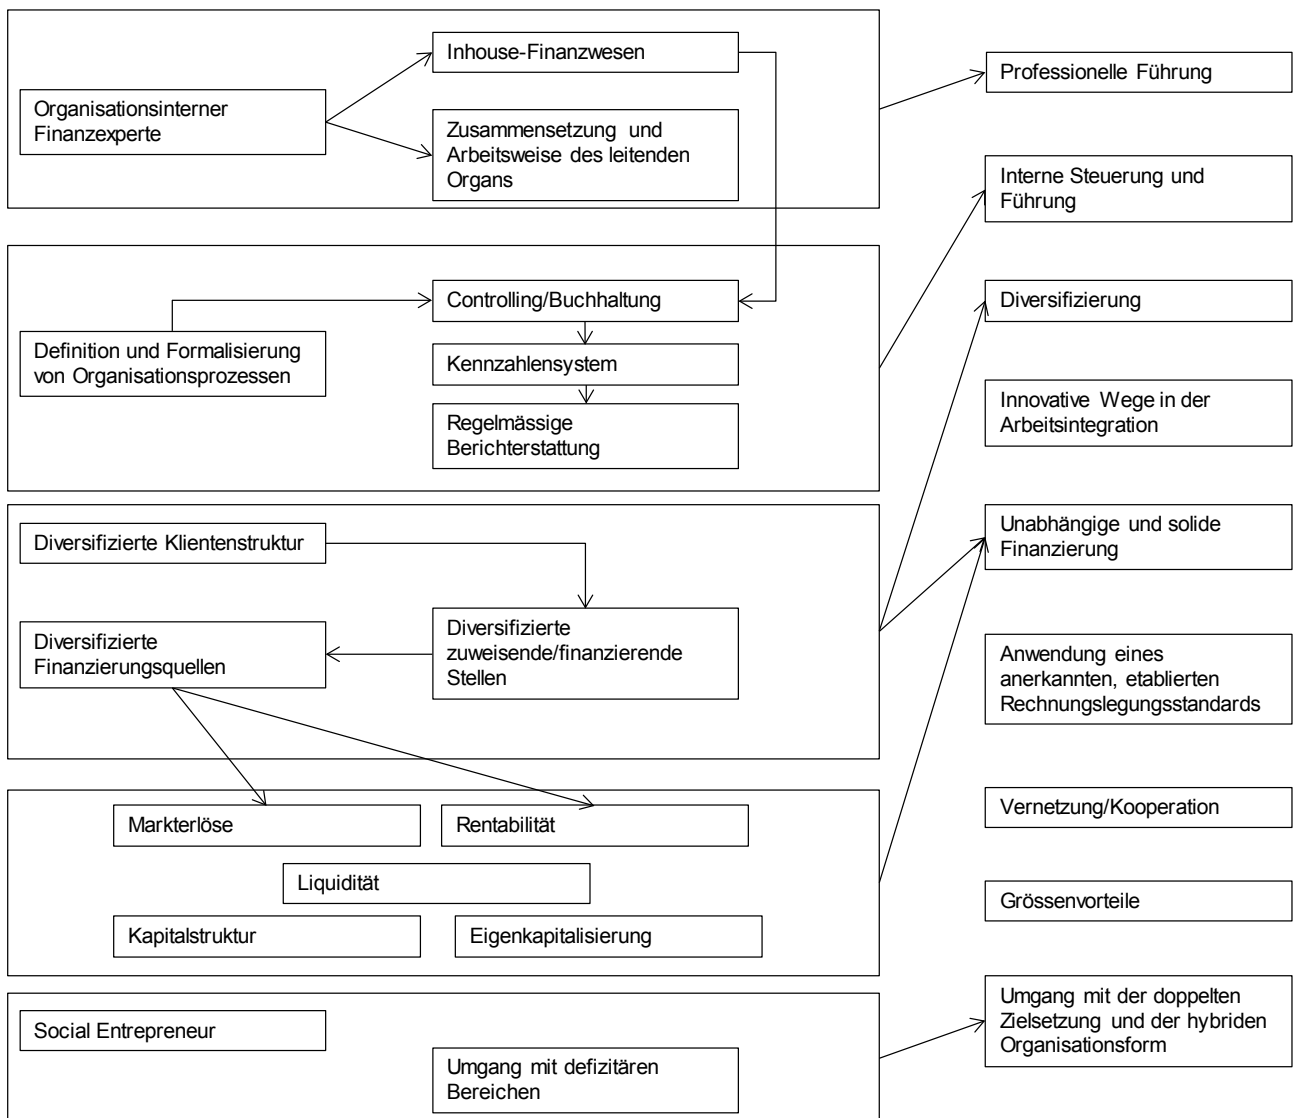 Inhouse-Finanzwesen
Organisationsinterner
Finanzexperte
Zusammensetzung und
Arbeitsweise des leitenden
Organs
Controlling/Buchhaltung
Definition und Formalisierung
von Organisationsprozessen
Kennzahlensystem
Regelmässige
Berichterstattung
Diversifizierte Klientenstruktur
Diversifizierte
Finanzierungsquellen
Diversifizierte
zuweisende/finanzierende
Stellen
Markterlöse
Rentabilität
Liquidität
Kapitalstruktur
Eigenkapitalisierung
Social Entrepreneur
Umgang mit defizitären
Bereichen
Professionelle Führung
Interne Steuerung und
Führung
Diversifizierung
Innovative Wege in der
Arbeitsintegration
Unabhängige und solide
Finanzierung
Anwendung eines
anerkannten, etablierten
Rechnungslegungsstandards
Vernetzung/Kooperation
Grössenvorteile
Umgang mit der doppelten
Zielsetzung und der hybriden
Organisationsform